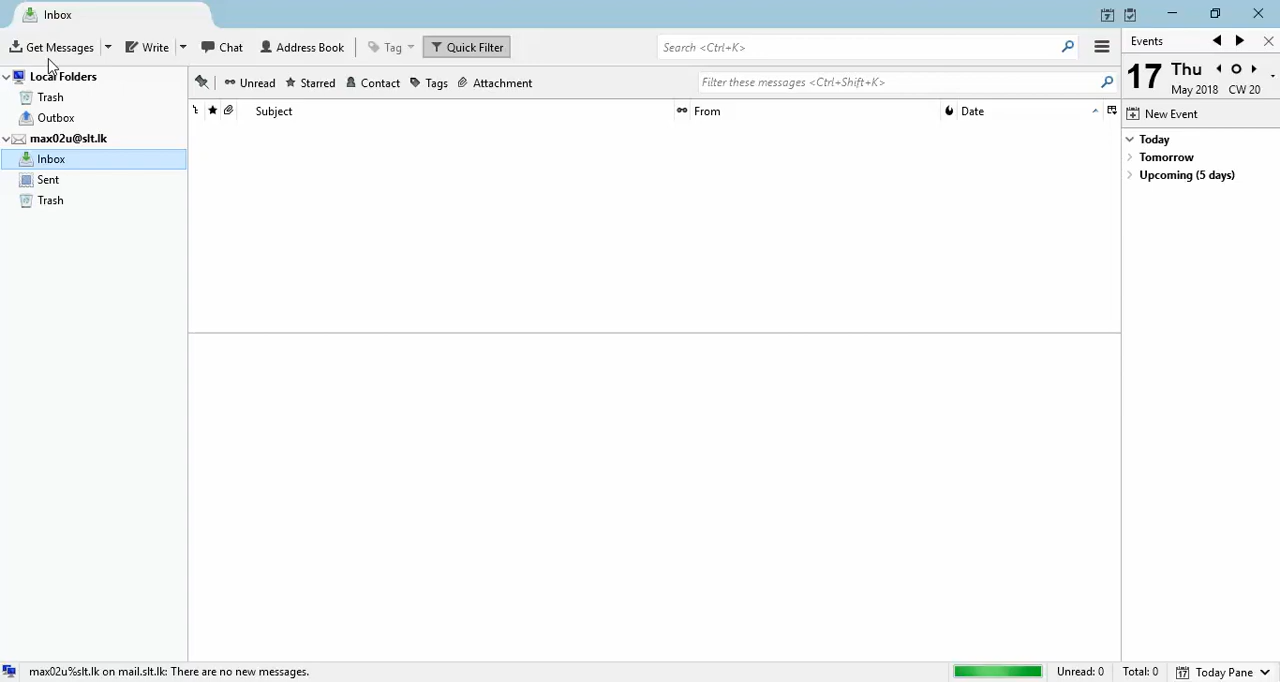 Inbox
Get Messages Write Chat Address Book Tag Quick Filter Search <Ctrl+K>
Events
17 Thu
May 2018 CW 20
New Event
Today
Tomorrow
Upcoming (5 days)
Local Folders
Trash
Outbox
max02u@slt.lk
Inbox
Sent
Trash
Unread Starred Contact Tags Attachment Filter these messages <Ctrl+Shift+K>
Subject From Date
max02u%slt.lk on mail.slt.lk: There are no new messages. Unread: 0 Total: 0 Today Pane